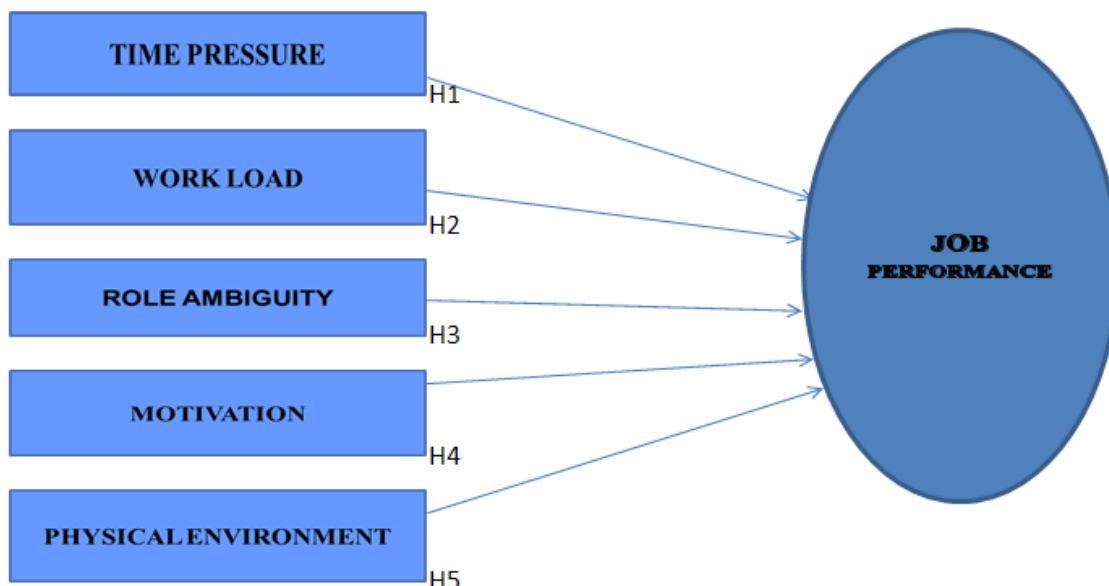 TIME PRESSURE
H1
WORK LOAD
H2
ROLE AMBIGUITY
H3
MOTIVATION
H4
PHYSICAL ENVIRONMENT
H5
JOB
PERFORMANCE